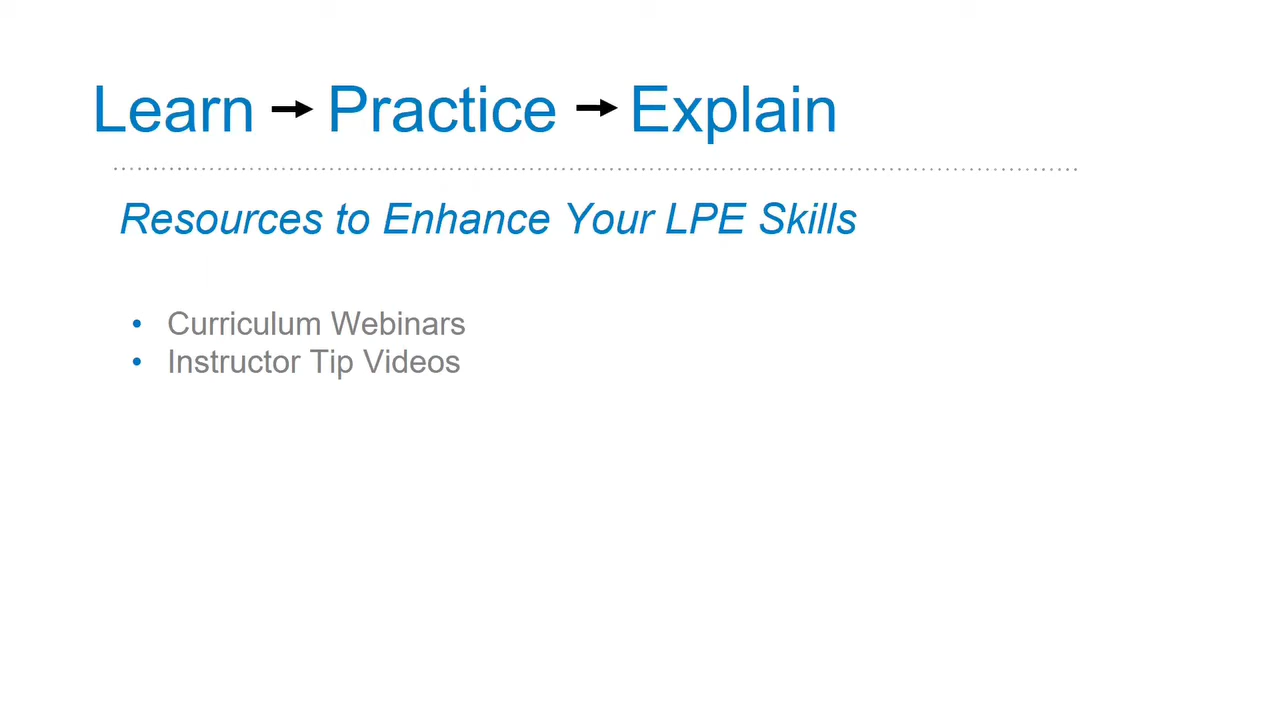 Learn → Practice → Explain
Resources to Enhance Your LPE Skills
• Curriculum Webinars
• Instructor Tip Videos